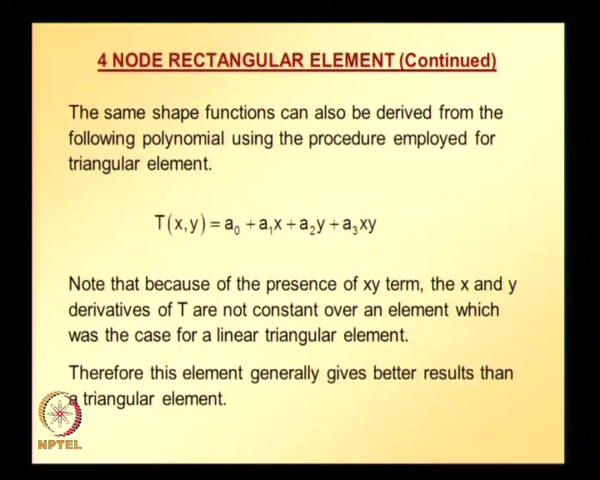 4 NODE RECTANGULAR ELEMENT (Continued)
The same shape functions can also be derived from the
following polynomial using the procedure employed for
triangular element.
T(x,y) = a₀ + a₁x + a₂y + a₃xy
Note that because of the presence of xy term, the x and y
derivatives of T are not constant over an element which
was the case for a linear triangular element.
Therefore this element generally gives better results than
a triangular element.
NPTEL